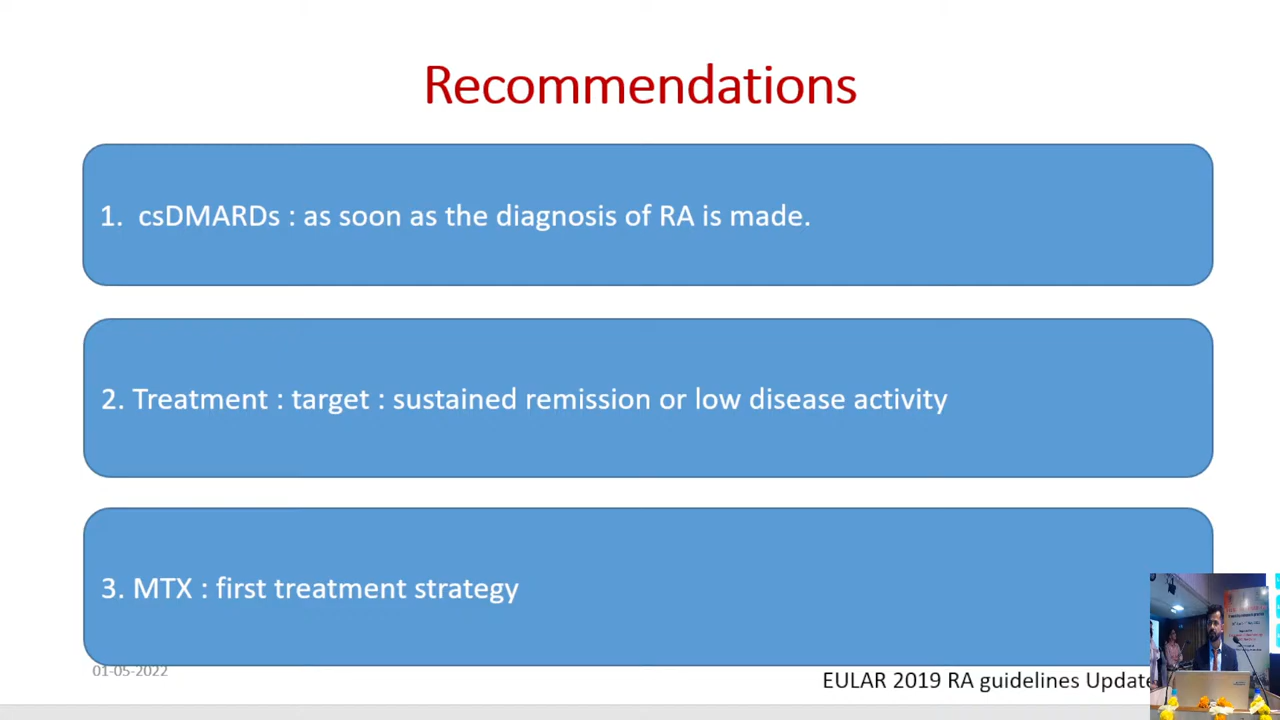 Recommendations
1. csDMARDs : as soon as the diagnosis of RA is made.
2. Treatment : target : sustained remission or low disease activity
3. MTX : first treatment strategy
01-05-2022
EULAR 2019 RA guidelines Update